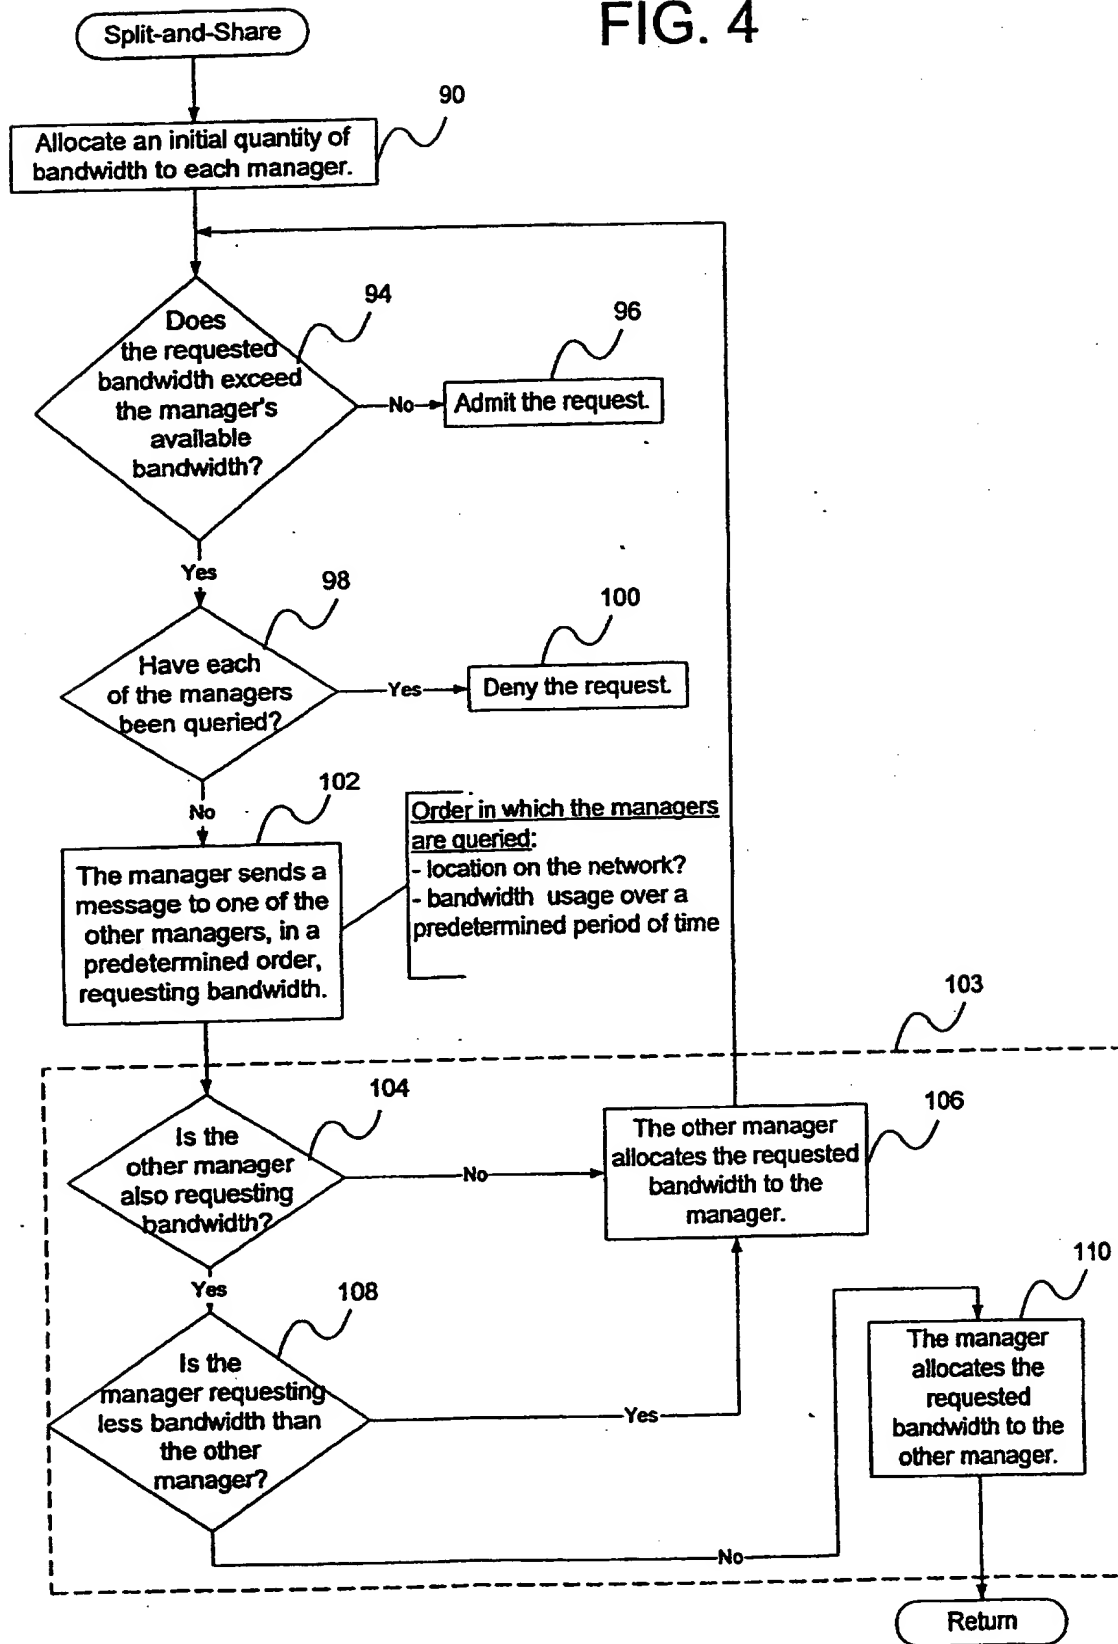 FIG. 4
Split-and-Share
90
Allocate an initial quantity of
bandwidth to each manager.
94
Does
the requested
bandwidth exceed
the manager's
available
bandwidth?
No
96
Admit the request.
Yes
98
Have each
of the managers
been queried?
Yes
100
Deny the request.
No
102
The manager sends a
message to one of the
other managers, in a
predetermined order,
requesting bandwidth.
Order in which the managers
are queried:
- location on the network?
- bandwidth usage over a
predetermined period of time
103
104
Is the
other manager
also requesting
bandwidth?
No
106
The other manager
allocates the requested
bandwidth to the
manager.
Yes
108
Is the
manager requesting
less bandwidth than
the other
manager?
Yes
No
110
The manager
allocates the
requested
bandwidth to the
other manager.
Return